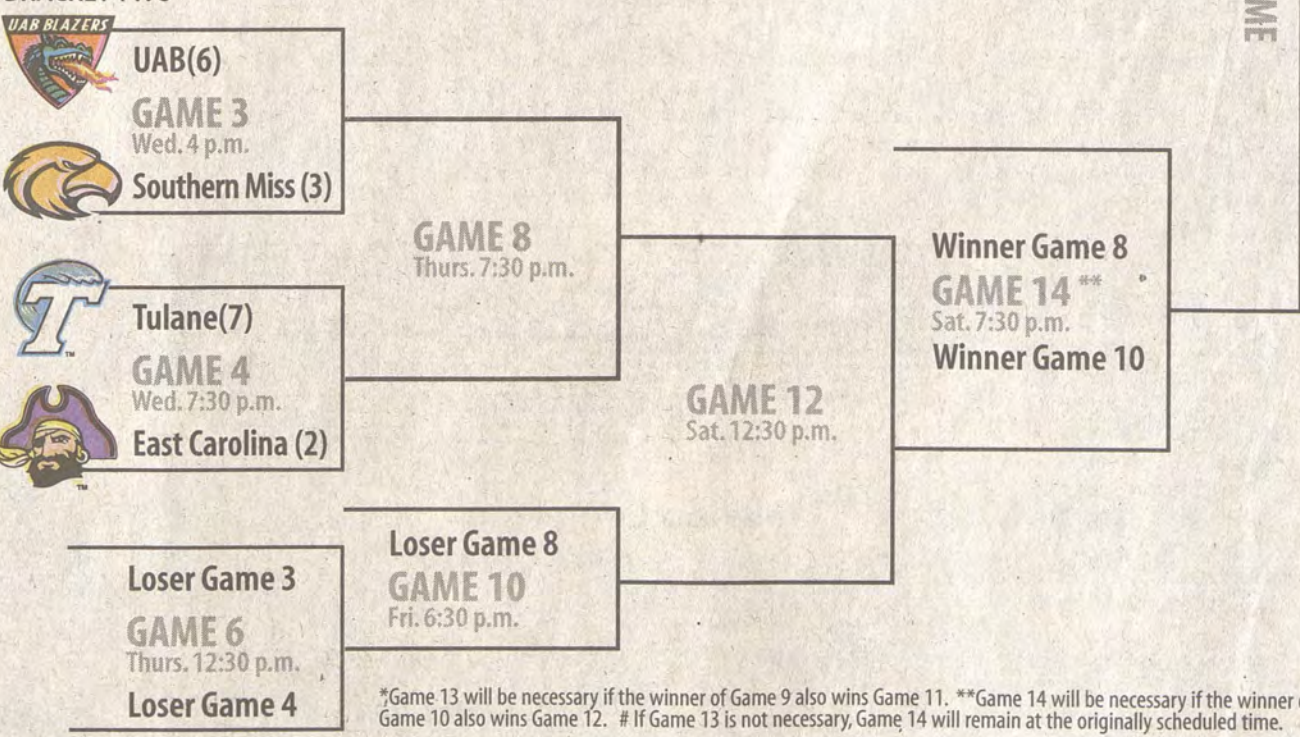 UAB BLAZERS
UAB(6)
GAME 3
Wed. 4 p.m.
Southern Miss (3)
T
TM
Tulane(7)
GAME 4
Wed. 7:30 p.m.
East Carolina (2)
TM
GAME 8
Thurs. 7:30 p.m.
Loser Game 3
GAME 6
Thurs. 12:30 p.m.
Loser Game 4
Loser Game 8
GAME 10
Fri. 6:30 p.m.
GAME 12
Sat. 12:30 p.m.
Winner Game 8
GAME 14 **
Sat. 7:30 p.m.
Winner Game 10
ME
*Game 13 will be necessary if the winner of Game 9 also wins Game 11. **Game 14 will be necessary if the winner
Game 10 also wins Game 12. # If Game 13 is not necessary, Game 14 will remain at the originally scheduled time.